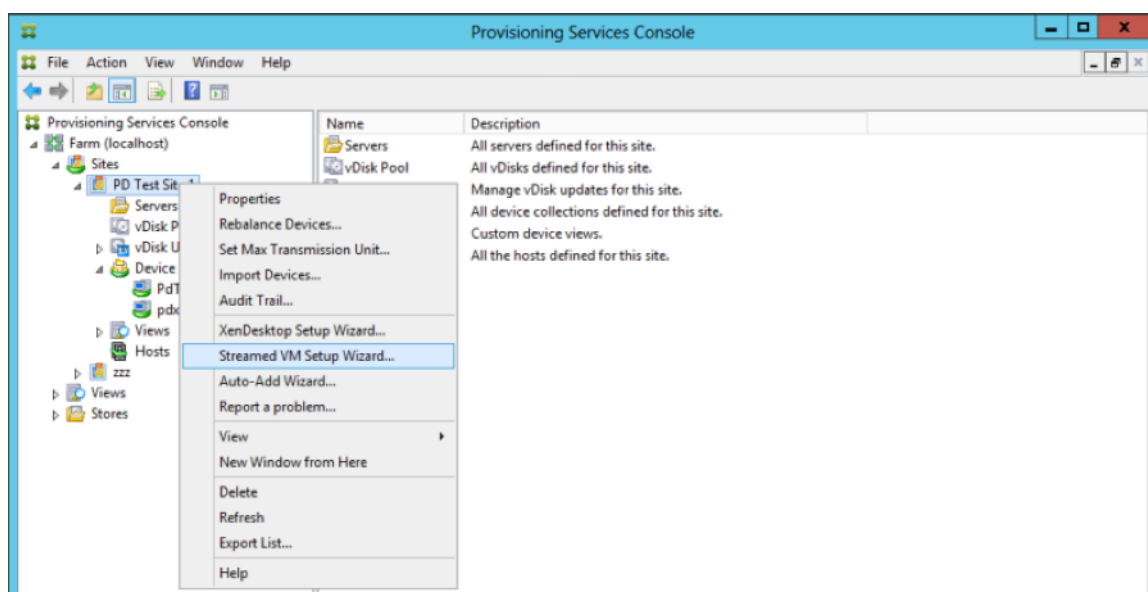 Provisioning Services Console
File Action View Window Help
Provisioning Services Console
Farm (localhost)
Sites
PD Test Sit
Servers
vDisk P
vDisk U
Device
PdT
pdx
Views
Hosts
zzz
Views
Stores
Properties
Rebalance Devices...
Set Max Transmission Unit...
Import Devices...
Audit Trail...
XenDesktop Setup Wizard...
Streamed VM Setup Wizard...
Auto-Add Wizard...
Report a problem...
View
New Window from Here
Delete
Refresh
Export List...
Help
Name Description
Servers All servers defined for this site.
vDisk Pool All vDisks defined for this site.
Manage vDisk updates for this site.
All device collections defined for this site.
Custom device views.
All the hosts defined for this site.